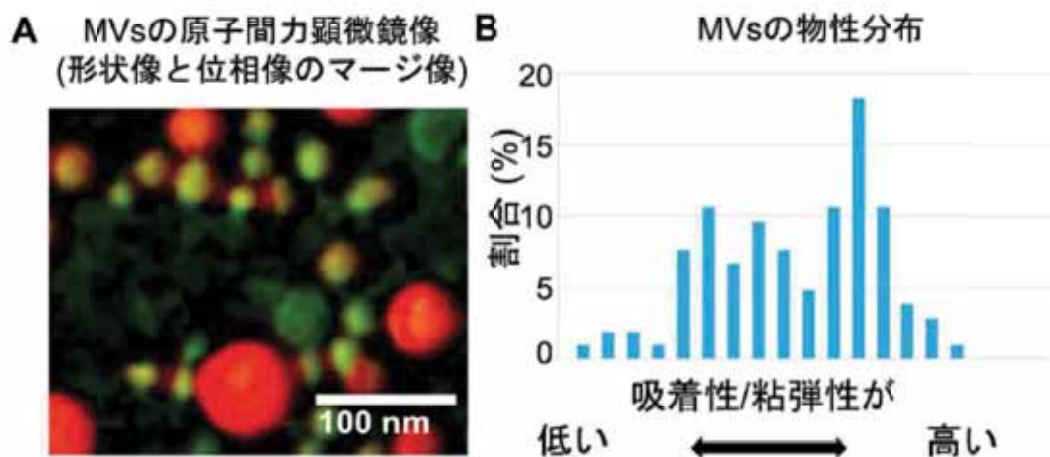 A MVsの原子間力顕微鏡像
(形状像と位相像のマージ像)
100 nm
B MVsの物性分布
割合 (%)
20
15
10
5
0
吸着性/粘弾性が
低い 高い